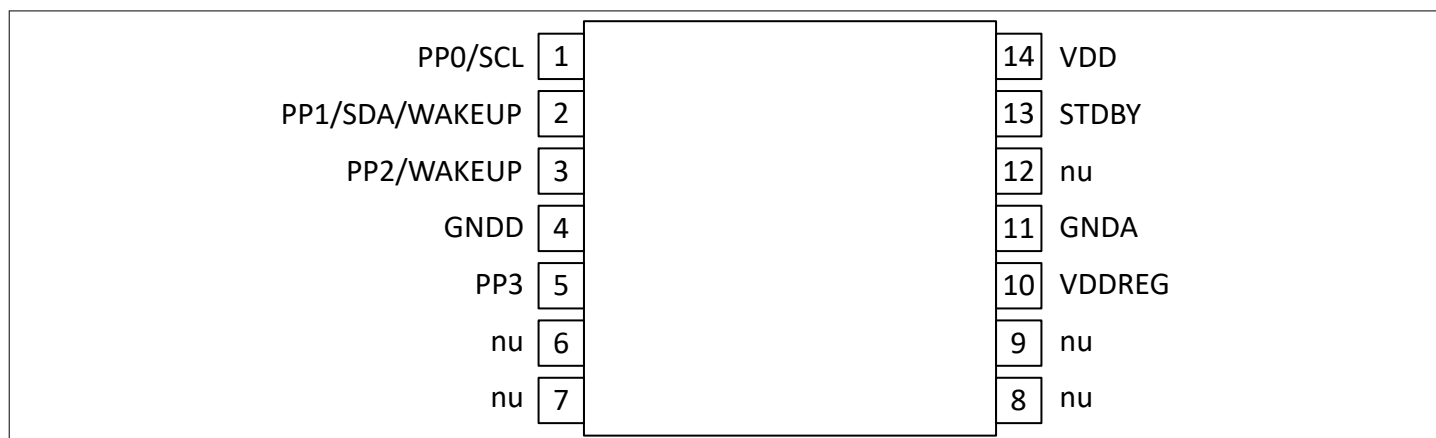 PP0/SCL 1 14 VDD
PP1/SDA/WAKEUP 2 13 STDBY
PP2/WAKEUP 3 12 nu
GNDD 4 11 GNDA
PP3 5 10 VDDREG
nu 6 9 nu
nu 7 8 nu